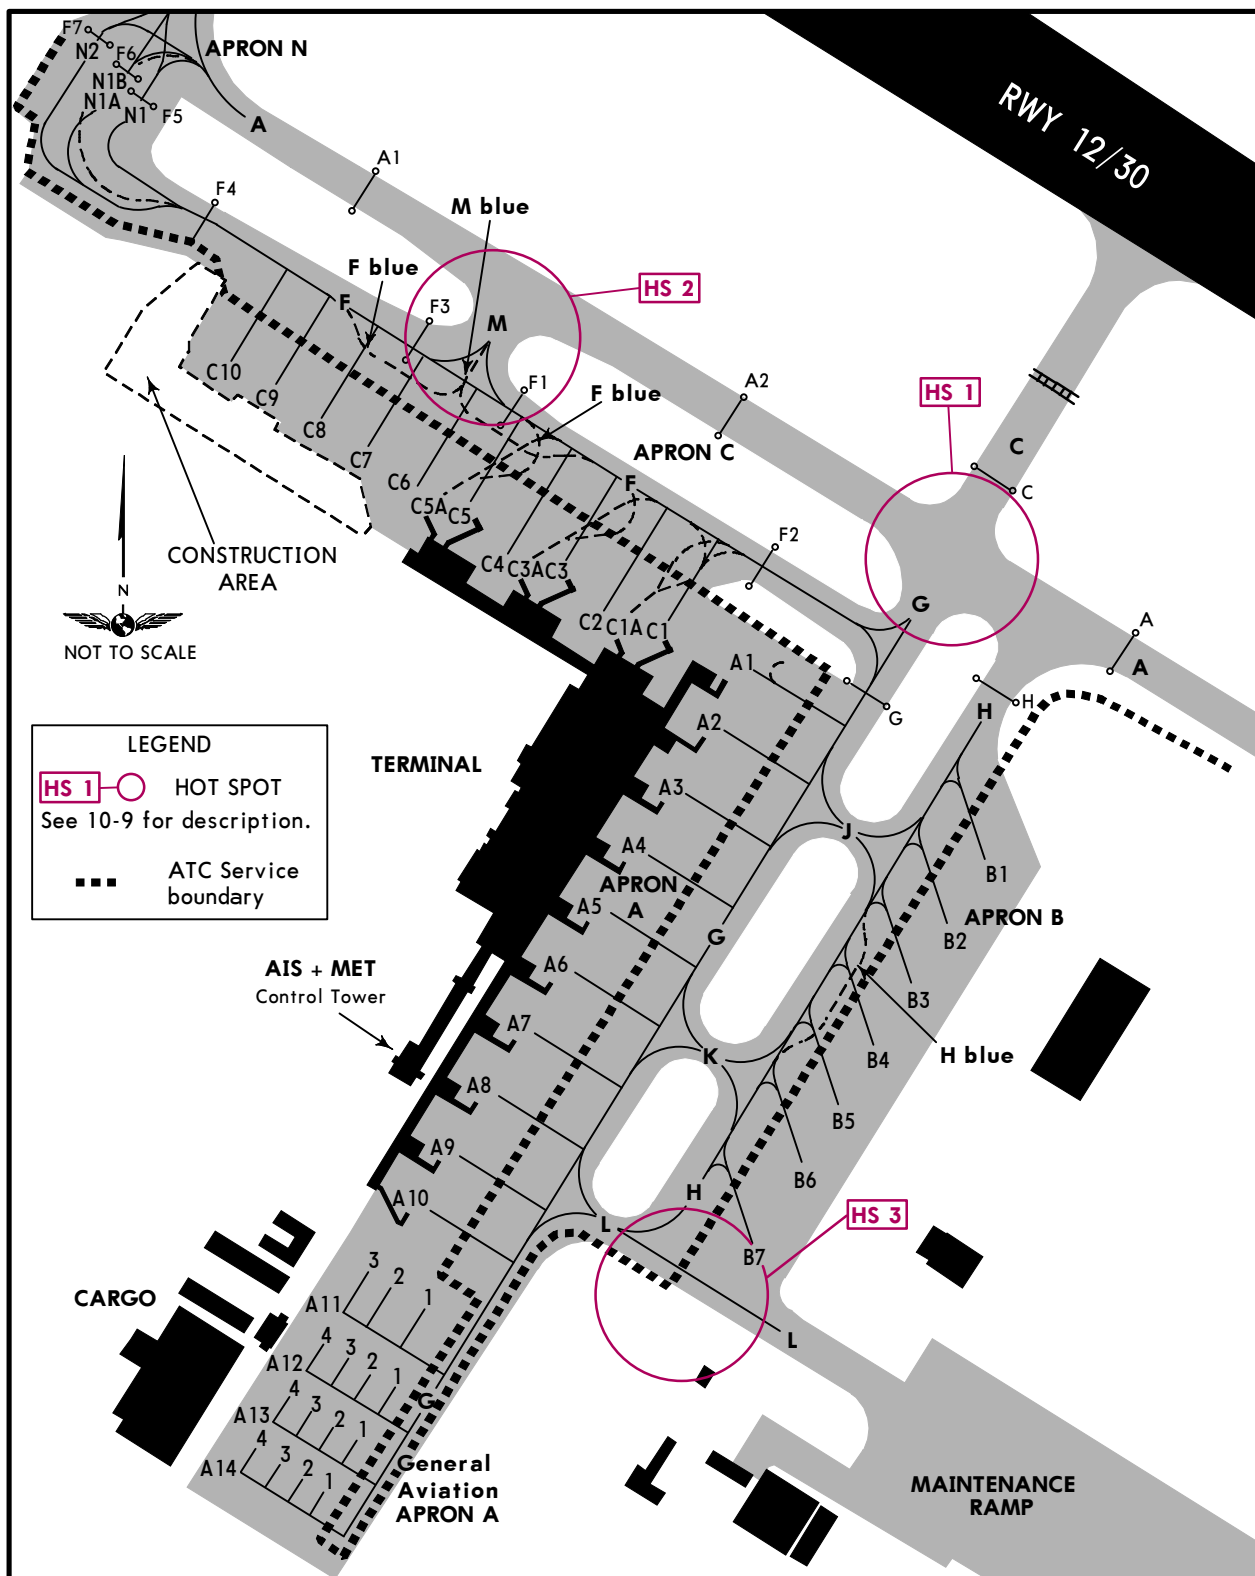 F7
F6
N2
APRON N
N1B
N1A
N1
F5
A
A1
RWY 12/30
F4
M blue
F blue
HS 2
F
F3
M
A2
HS 1
F1
F blue
C10
C9
C8
C7
C6
C5A
C5
APRON C
F
C
C
CONSTRUCTION
AREA
C4
C3A
C3
F2
N
NOT TO SCALE
C2
C1A
C1
G
A
A
A1
G
H
H
LEGEND
HS 1
HOT SPOT
See 10-9 for description.
ATC Service
boundary
TERMINAL
A2
A3
A4
APRON
A
A5
J
B1
APRON B
B2
G
AIS + MET
Control Tower
A6
B3
A7
K
B4
H blue
A8
B5
A9
B6
A10
H
HS 3
L
B7
CARGO
3
2
1
A11
L
4
3
2
1
A12
G
4
3
2
1
A13
4
3
2
1
A14
General
Aviation
APRON A
MAINTENANCE
RAMP